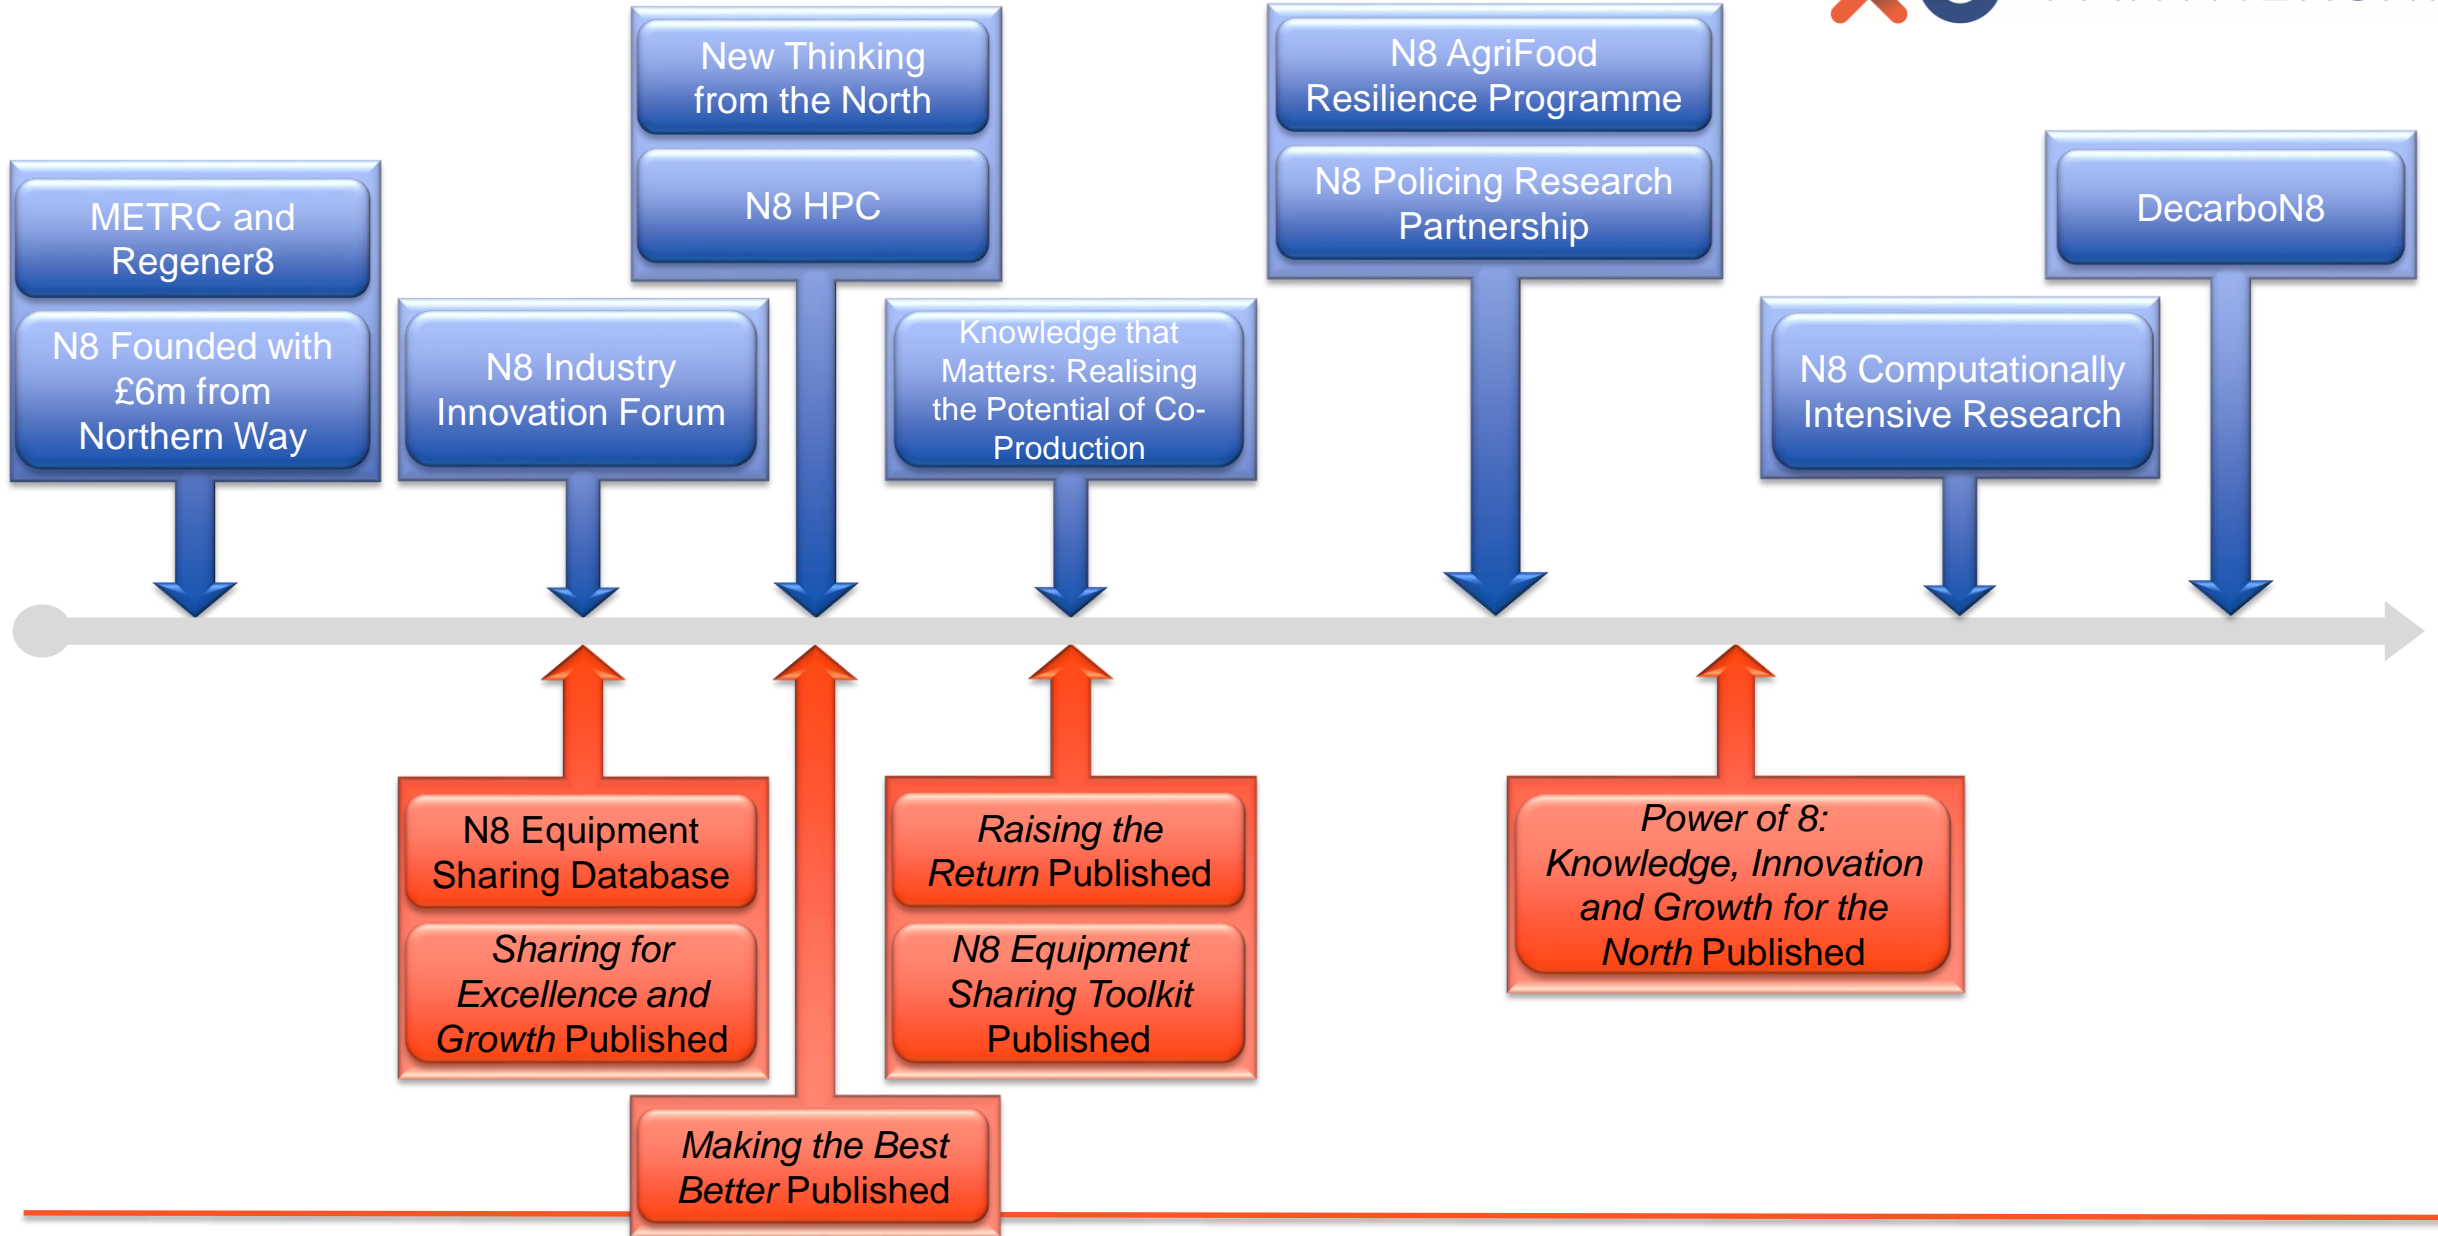 New Thinking
from the North
N8 HPC
N8 AgriFood
Resilience Programme
N8 Policing Research
Partnership
METRC and
Regener8
N8 Founded with
£6m from
Northern Way
N8 Industry
Innovation Forum
Knowledge that
Matters: Realising
the Potential of Co-
Production
N8 Computationally
Intensive Research
DecarboN8
N8 Equipment
Sharing Database
Sharing for
Excellence and
Growth Published
Making the Best
Better Published
Raising the
Return Published
N8 Equipment
Sharing Toolkit
Published
Power of 8:
Knowledge, Innovation
and Growth for the
North Published